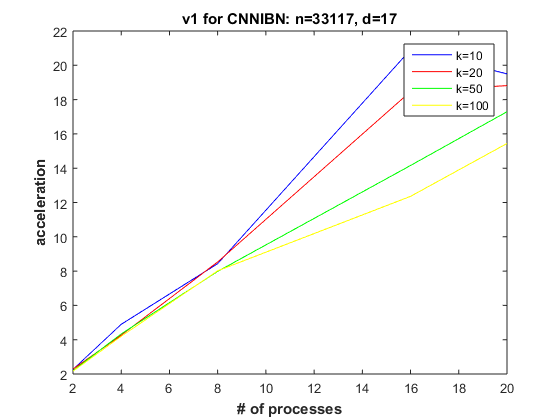 v1 for CNNIBN: n=33117, d=17
22
20
18
16
14
12
10
8
6
4
2
acceleration
k=10
k=20
k=50
k=100
2 4 6 8 10 12 14 16 18 20
# of processes